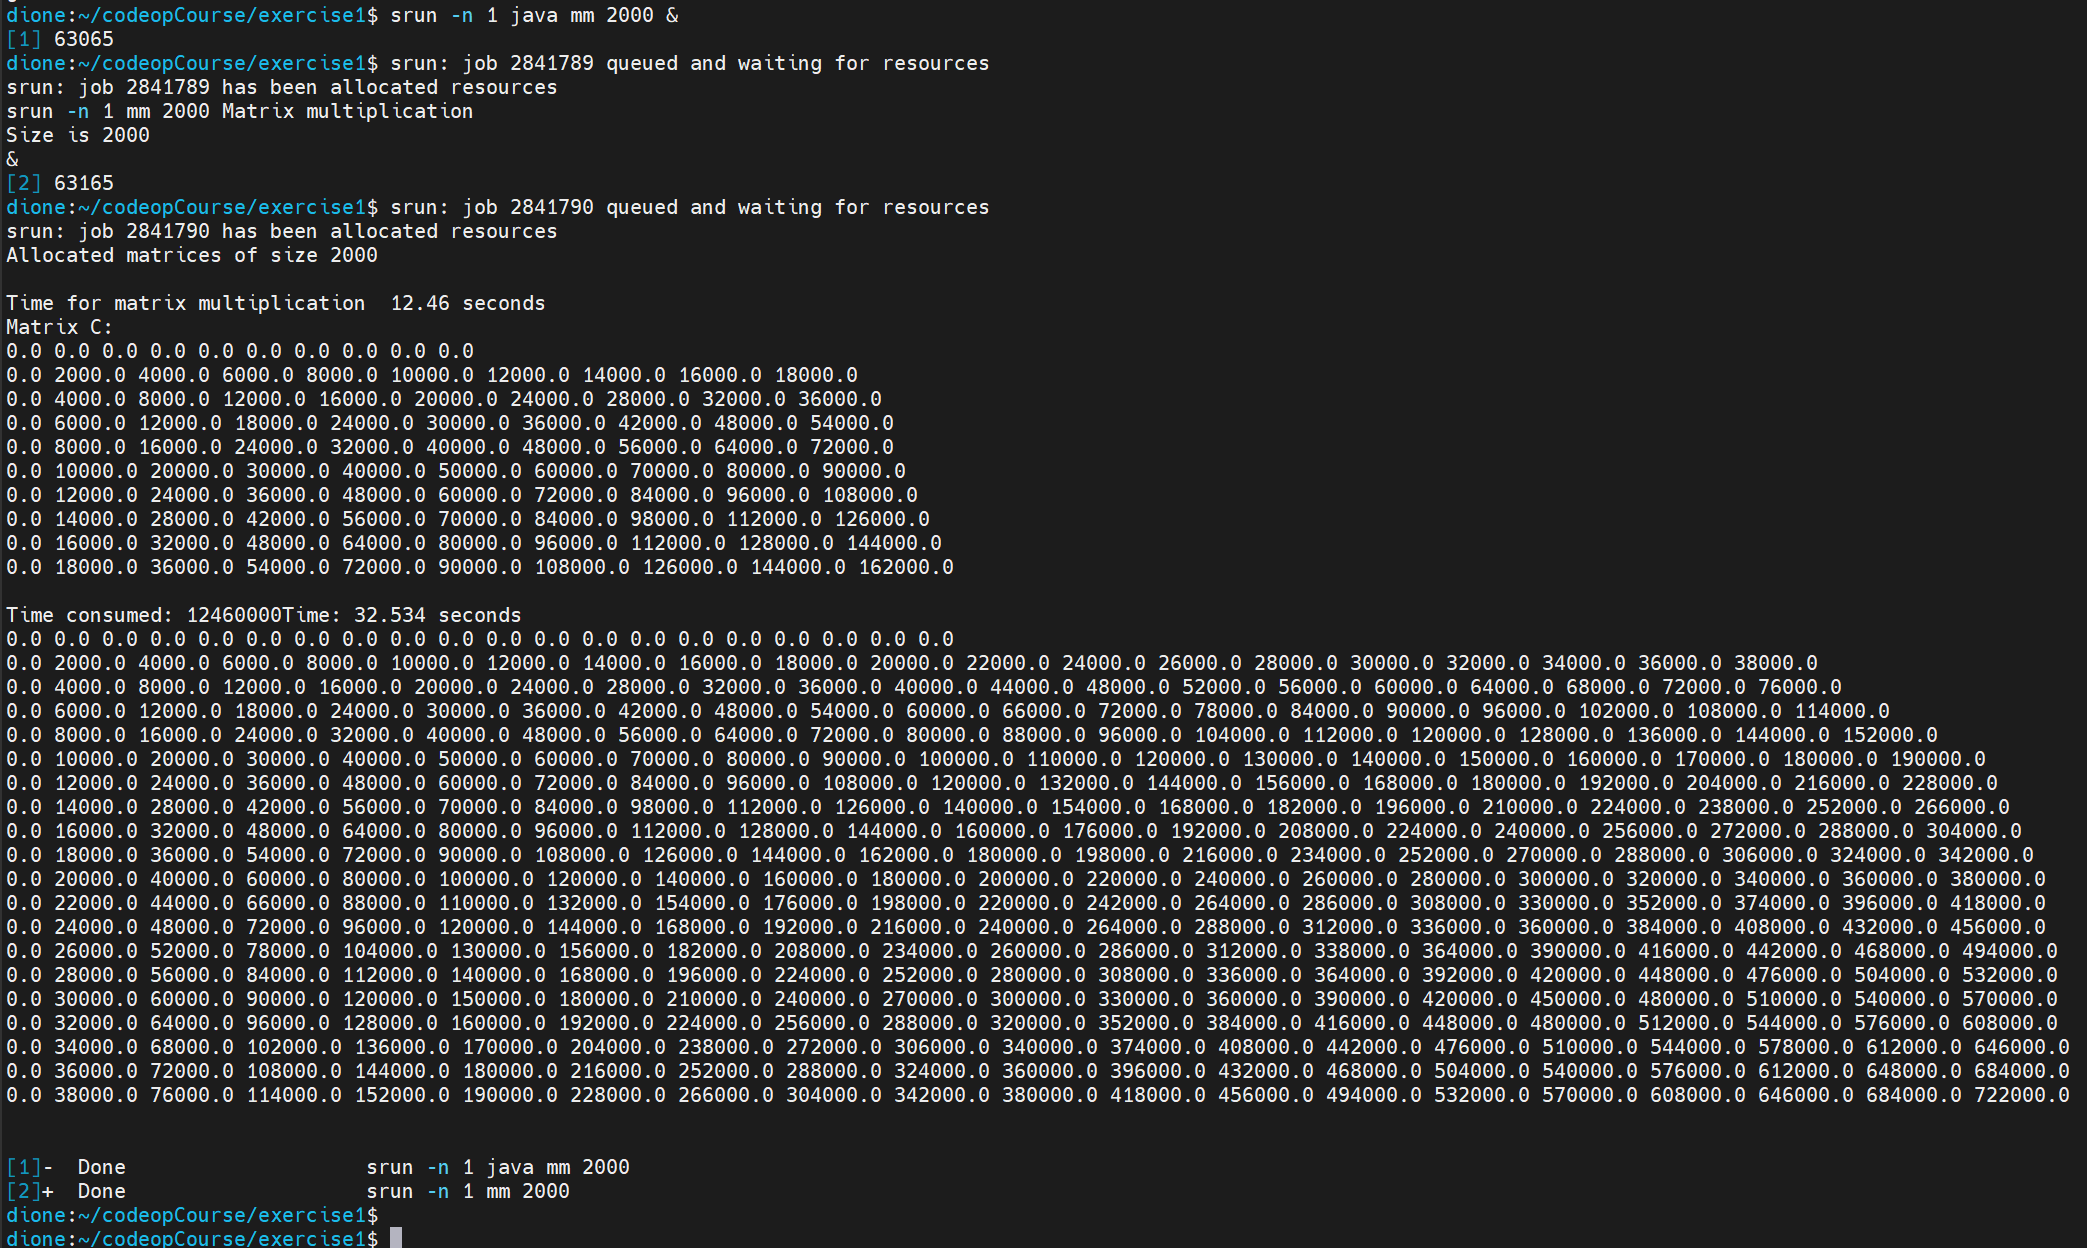 dione:~/codeopCourse/exercise1$ srun -n 1 java mm 2000 &
[1] 63065
dione:~/codeopCourse/exercise1$ srun: job 2841789 queued and waiting for resources
srun: job 2841789 has been allocated resources
srun -n 1 mm 2000 Matrix multiplication
Size is 2000
&
[2] 63165
dione:~/codeopCourse/exercise1$ srun: job 2841790 queued and waiting for resources
srun: job 2841790 has been allocated resources
Allocated matrices of size 2000
Time for matrix multiplication  12.46 seconds
Matrix C:
0.0 0.0 0.0 0.0 0.0 0.0 0.0 0.0 0.0 0.0
0.0 2000.0 4000.0 6000.0 8000.0 10000.0 12000.0 14000.0 16000.0 18000.0
0.0 4000.0 8000.0 12000.0 16000.0 20000.0 24000.0 28000.0 32000.0 36000.0
0.0 6000.0 12000.0 18000.0 24000.0 30000.0 36000.0 42000.0 48000.0 54000.0
0.0 8000.0 16000.0 24000.0 32000.0 40000.0 48000.0 56000.0 64000.0 72000.0
0.0 10000.0 20000.0 30000.0 40000.0 50000.0 60000.0 70000.0 80000.0 90000.0
0.0 12000.0 24000.0 36000.0 48000.0 60000.0 72000.0 84000.0 96000.0 108000.0
0.0 14000.0 28000.0 42000.0 56000.0 70000.0 84000.0 98000.0 112000.0 126000.0
0.0 16000.0 32000.0 48000.0 64000.0 80000.0 96000.0 112000.0 128000.0 144000.0
0.0 18000.0 36000.0 54000.0 72000.0 90000.0 108000.0 126000.0 144000.0 162000.0
Time consumed: 12460000Time: 32.534 seconds
0.0 0.0 0.0 0.0 0.0 0.0 0.0 0.0 0.0 0.0 0.0 0.0 0.0 0.0 0.0 0.0 0.0 0.0 0.0 0.0
0.0 2000.0 4000.0 6000.0 8000.0 10000.0 12000.0 14000.0 16000.0 18000.0 20000.0 22000.0 24000.0 26000.0 28000.0 30000.0 32000.0 34000.0 36000.0 38000.0
0.0 4000.0 8000.0 12000.0 16000.0 20000.0 24000.0 28000.0 32000.0 36000.0 40000.0 44000.0 48000.0 52000.0 56000.0 60000.0 64000.0 68000.0 72000.0 76000.0
0.0 6000.0 12000.0 18000.0 24000.0 30000.0 36000.0 42000.0 48000.0 54000.0 60000.0 66000.0 72000.0 78000.0 84000.0 90000.0 96000.0 102000.0 108000.0 114000.0
0.0 8000.0 16000.0 24000.0 32000.0 40000.0 48000.0 56000.0 64000.0 72000.0 80000.0 88000.0 96000.0 104000.0 112000.0 120000.0 128000.0 136000.0 144000.0 152000.0
0.0 10000.0 20000.0 30000.0 40000.0 50000.0 60000.0 70000.0 80000.0 90000.0 100000.0 110000.0 120000.0 130000.0 140000.0 150000.0 160000.0 170000.0 180000.0 190000.0
0.0 12000.0 24000.0 36000.0 48000.0 60000.0 72000.0 84000.0 96000.0 108000.0 120000.0 132000.0 144000.0 156000.0 168000.0 180000.0 192000.0 204000.0 216000.0 228000.0
0.0 14000.0 28000.0 42000.0 56000.0 70000.0 84000.0 98000.0 112000.0 126000.0 140000.0 154000.0 168000.0 182000.0 196000.0 210000.0 224000.0 238000.0 252000.0 266000.0
0.0 16000.0 32000.0 48000.0 64000.0 80000.0 96000.0 112000.0 128000.0 144000.0 160000.0 176000.0 192000.0 208000.0 224000.0 240000.0 256000.0 272000.0 288000.0 304000.0
0.0 18000.0 36000.0 54000.0 72000.0 90000.0 108000.0 126000.0 144000.0 162000.0 180000.0 198000.0 216000.0 234000.0 252000.0 270000.0 288000.0 306000.0 324000.0 342000.0
0.0 20000.0 40000.0 60000.0 80000.0 100000.0 120000.0 140000.0 160000.0 180000.0 200000.0 220000.0 240000.0 260000.0 280000.0 300000.0 320000.0 340000.0 360000.0 380000.0
0.0 22000.0 44000.0 66000.0 88000.0 110000.0 132000.0 154000.0 176000.0 198000.0 220000.0 242000.0 264000.0 286000.0 308000.0 330000.0 352000.0 374000.0 396000.0 418000.0
0.0 24000.0 48000.0 72000.0 96000.0 120000.0 144000.0 168000.0 192000.0 216000.0 240000.0 264000.0 288000.0 312000.0 336000.0 360000.0 384000.0 408000.0 432000.0 456000.0
0.0 26000.0 52000.0 78000.0 104000.0 130000.0 156000.0 182000.0 208000.0 234000.0 260000.0 286000.0 312000.0 338000.0 364000.0 390000.0 416000.0 442000.0 468000.0 494000.0
0.0 28000.0 56000.0 84000.0 112000.0 140000.0 168000.0 196000.0 224000.0 252000.0 280000.0 308000.0 336000.0 364000.0 392000.0 420000.0 448000.0 476000.0 504000.0 532000.0
0.0 30000.0 60000.0 90000.0 120000.0 150000.0 180000.0 210000.0 240000.0 270000.0 300000.0 330000.0 360000.0 390000.0 420000.0 450000.0 480000.0 510000.0 540000.0 570000.0
0.0 32000.0 64000.0 96000.0 128000.0 160000.0 192000.0 224000.0 256000.0 288000.0 320000.0 352000.0 384000.0 416000.0 448000.0 480000.0 512000.0 544000.0 576000.0 608000.0
0.0 34000.0 68000.0 102000.0 136000.0 170000.0 204000.0 238000.0 272000.0 306000.0 340000.0 374000.0 408000.0 442000.0 476000.0 510000.0 544000.0 578000.0 612000.0 646000.0
0.0 36000.0 72000.0 108000.0 144000.0 180000.0 216000.0 252000.0 288000.0 324000.0 360000.0 396000.0 432000.0 468000.0 504000.0 540000.0 576000.0 612000.0 648000.0 684000.0
0.0 38000.0 76000.0 114000.0 152000.0 190000.0 228000.0 266000.0 304000.0 342000.0 380000.0 418000.0 456000.0 494000.0 532000.0 570000.0 608000.0 646000.0 684000.0 722000.0
[1]-  Done                    srun -n 1 java mm 2000
[2]+  Done                    srun -n 1 mm 2000
dione:~/codeopCourse/exercise1$
dione:~/codeopCourse/exercise1$